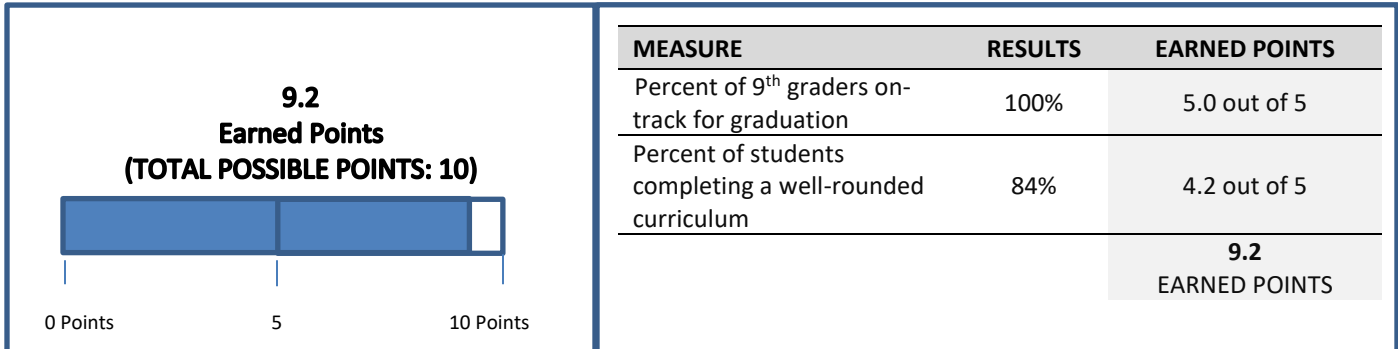 9.2
Earned Points
(TOTAL POSSIBLE POINTS: 10)
0 Points 5 10 Points
MEASURE RESULTS EARNED POINTS
Percent of 9th graders on-
track for graduation
100% 5.0 out of 5
Percent of students
completing a well-rounded
curriculum
84% 4.2 out of 5
9.2
EARNED POINTS